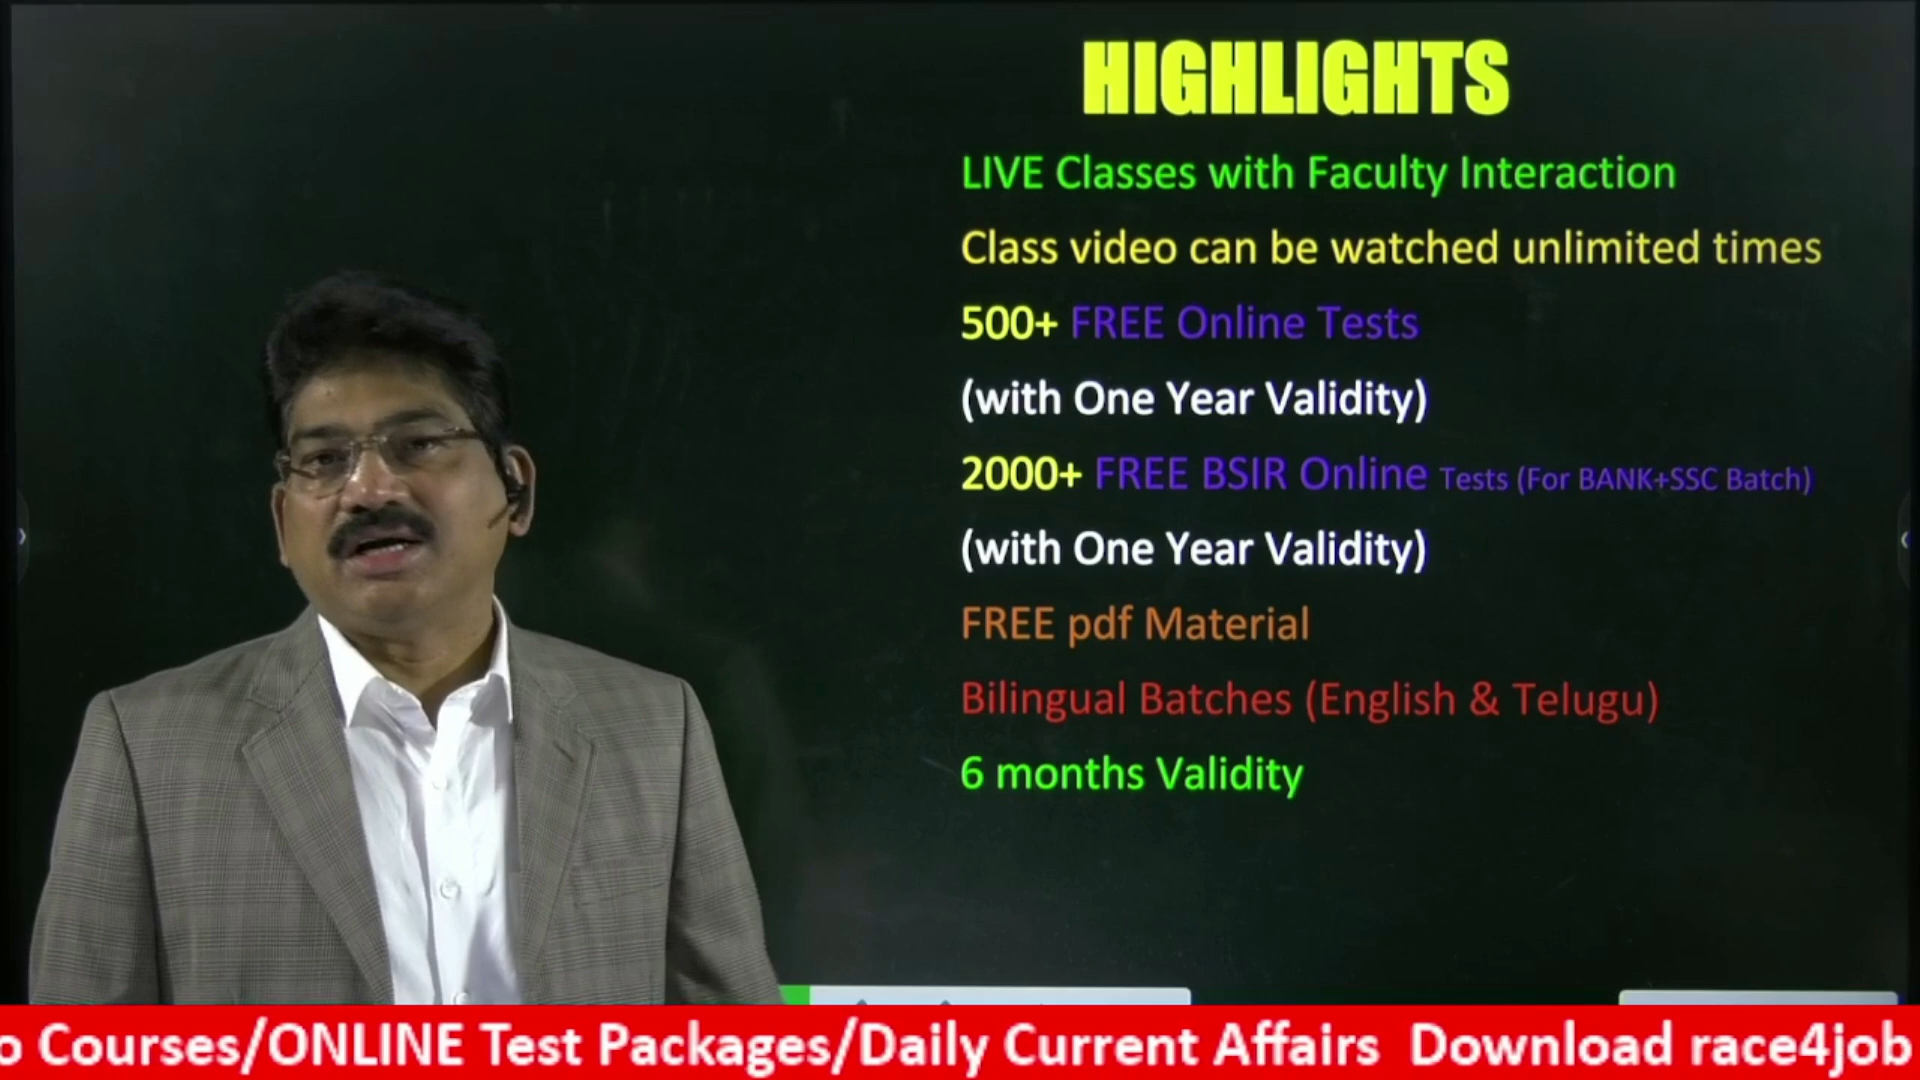 HIGHLIGHTS
LIVE Classes with Faculty Interaction
Class video can be watched unlimited times
500+ FREE Online Tests
(with One Year Validity)
2000+ FREE BSIR Online Tests (For BANK+SSC Batch)
(with One Year Validity)
FREE pdf Material
Bilingual Batches (English & Telugu)
6 months Validity
o Courses/ONLINE Test Packages/Daily Current Affairs Download race4job